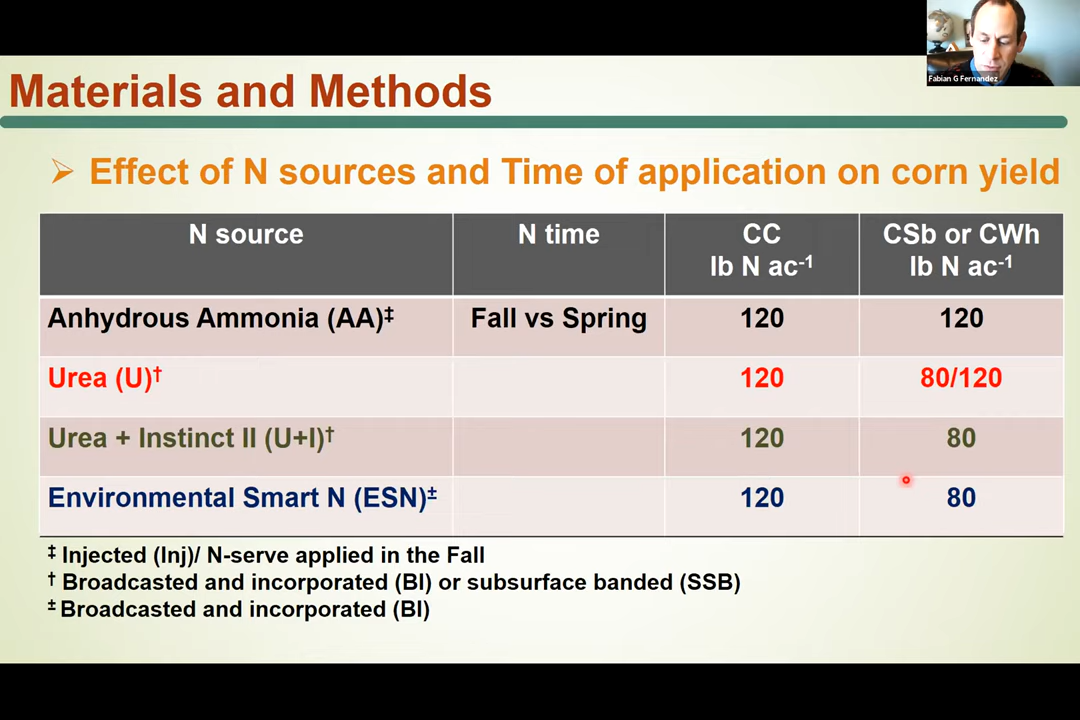 Fabian G Fernandez
Materials and Methods
➢ Effect of N sources and Time of application on corn yield
N source N time CC CSb or CWh
lb N ac⁻¹ lb N ac⁻¹
Anhydrous Ammonia (AA)‡ Fall vs Spring 120 120
Urea (U)† 120 80/120
Urea + Instinct II (U+I)† 120 80
Environmental Smart N (ESN)± 120 80
‡ Injected (Inj)/ N-serve applied in the Fall
† Broadcasted and incorporated (BI) or subsurface banded (SSB)
± Broadcasted and incorporated (BI)